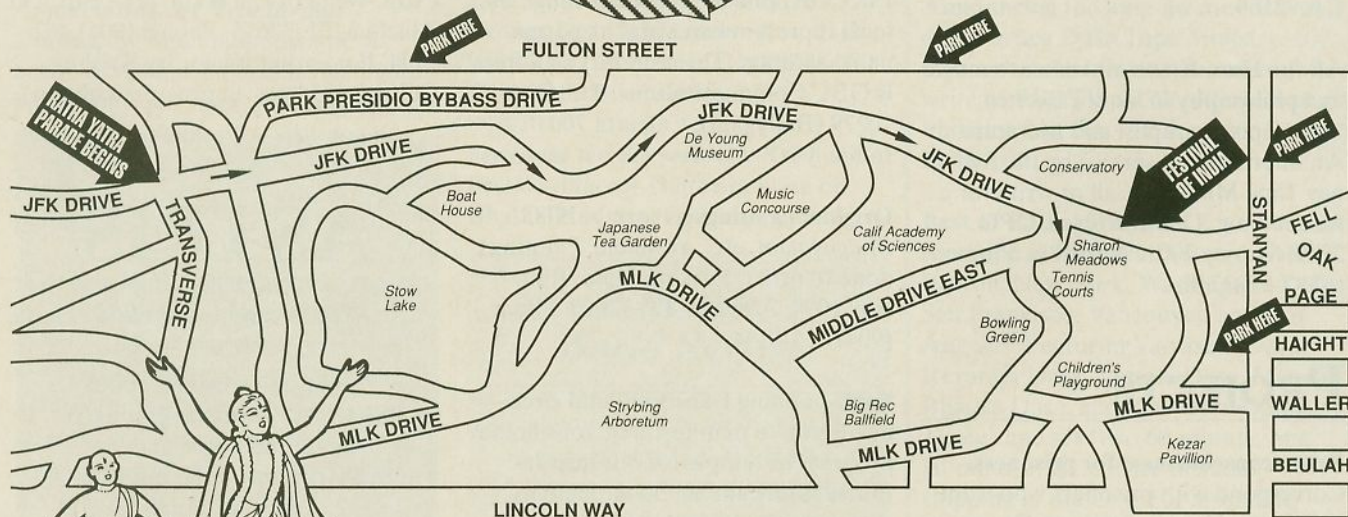 PARK HERE
FULTON STREET
PARK HERE
RATHA YATRA
PARADE BEGINS
PARK PRESIDIO BYBASS DRIVE
JFK DRIVE
JFK DRIVE
De Young
Museum
JFK DRIVE
Conservatory
FESTIVAL
OF INDIA
PARK HERE
JFK DRIVE
TRANSVERSE
Boat
House
Japanese
Tea Garden
Music
Concourse
Calif Academy
of Sciences
Sharon
Meadows
Tennis
Courts
STANYAN
FELL
OAK
Stow
Lake
MLK DRIVE
MIDDLE DRIVE EAST
Bowling
Green
PARK HERE
PAGE
HAIGHT
Children's
Playground
Strybing
Arboretum
Big Rec
Ballfield
MLK DRIVE
WALLER
MLK DRIVE
MLK DRIVE
Kezar
Pavillion
BEULAH
LINCOLN WAY